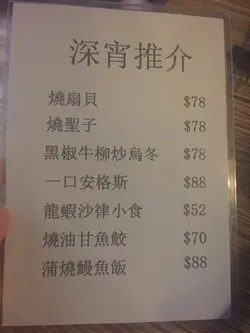 深宵推介
燒扇貝 $78
燒聖子 $78
黑椒牛柳炒烏冬 $78
一口安格斯 $88
龍蝦沙律小食 $52
燒油甘魚鮫 $70
蒲燒鰻魚飯 $88